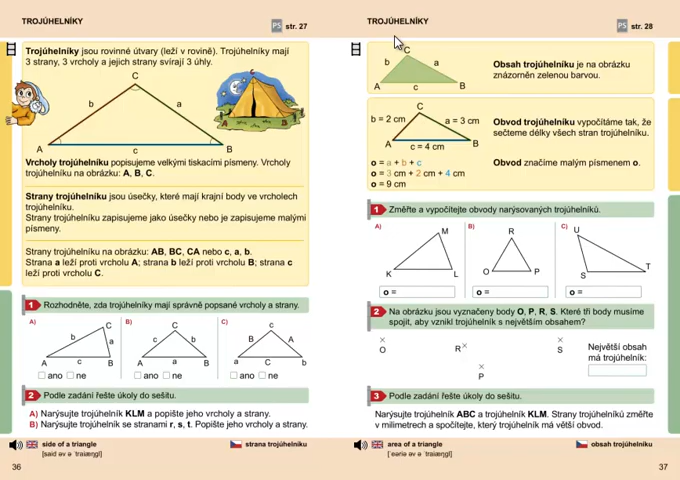 TROJÚHELNÍKY
PS str. 27
Trojúhelníky jsou rovinné útvary (leží v rovině). Trojúhelníky mají
3 strany, 3 vrcholy a jejich strany svírají 3 úhly.
C
b
a
A
c
B
C
A
B
Vrcholy trojúhelníku popisujeme velkými tiskacími písmeny. Vrcholy
trojúhelníku na obrázku: A, B, C.
Strany trojúhelníku jsou úsečky, které mají krajní body ve vrcholech
trojúhelníku.
Strany trojúhelníku zapisujeme jako úsečky nebo je zapisujeme malými
písmeny.
Strany trojúhelníku na obrázku: AB, BC, CA nebo c, a, b.
Strana a leží proti vrcholu A; strana b leží proti vrcholu B; strana c
leží proti vrcholu C.
1 Rozhodněte, zda trojúhelníky mají správně popsané vrcholy a strany.
A) B) C)
C
b
a
A c B
C
c b
A a B
c
B A
a C b
ano ne
ano ne
ano ne
2 Podle zadání řešte úkoly do sešitu.
A) Narýsujte trojúhelník KLM a popište jeho vrcholy a strany.
B) Narýsujte trojúhelník se stranami r, s, t. Popište jeho vrcholy a strany.
side of a triangle
[said əv ə ˈtraiæŋgl]
strana trojúhelníku
36
TROJÚHELNÍKY
PS str. 28
C
b a
A c B
Obsah trojúhelníku je na obrázku
znázorněn zelenou barvou.
C
b = 2 cm a = 3 cm
A B
c = 4 cm
o = a + b + c
o = 3 cm + 2 cm + 4 cm
o = 9 cm
Obvod trojúhelníku vypočítáme tak, že
sečteme délky všech stran trojúhelníku.
Obvod značíme malým písmenem o.
1 Změřte a vypočítejte obvody narýsovaných trojúhelníků.
A) B) C)
M
K L
R
O P
U
S T
o =
o =
o =
2 Na obrázku jsou vyznačeny body O, P, R, S. Které tři body musíme
spojit, aby vznikl trojúhelník s největším obsahem?
O
R
S
P
Největší obsah
má trojúhelník:
3 Podle zadání řešte úkoly do sešitu.
Narýsujte trojúhelník ABC a trojúhelník KLM. Strany trojúhelníků změřte
v milimetrech a spočítejte, který trojúhelník má větší obvod.
area of a triangle
[ˈeəriə əv ə ˈtraiæŋgl]
obsah trojúhelníku
37